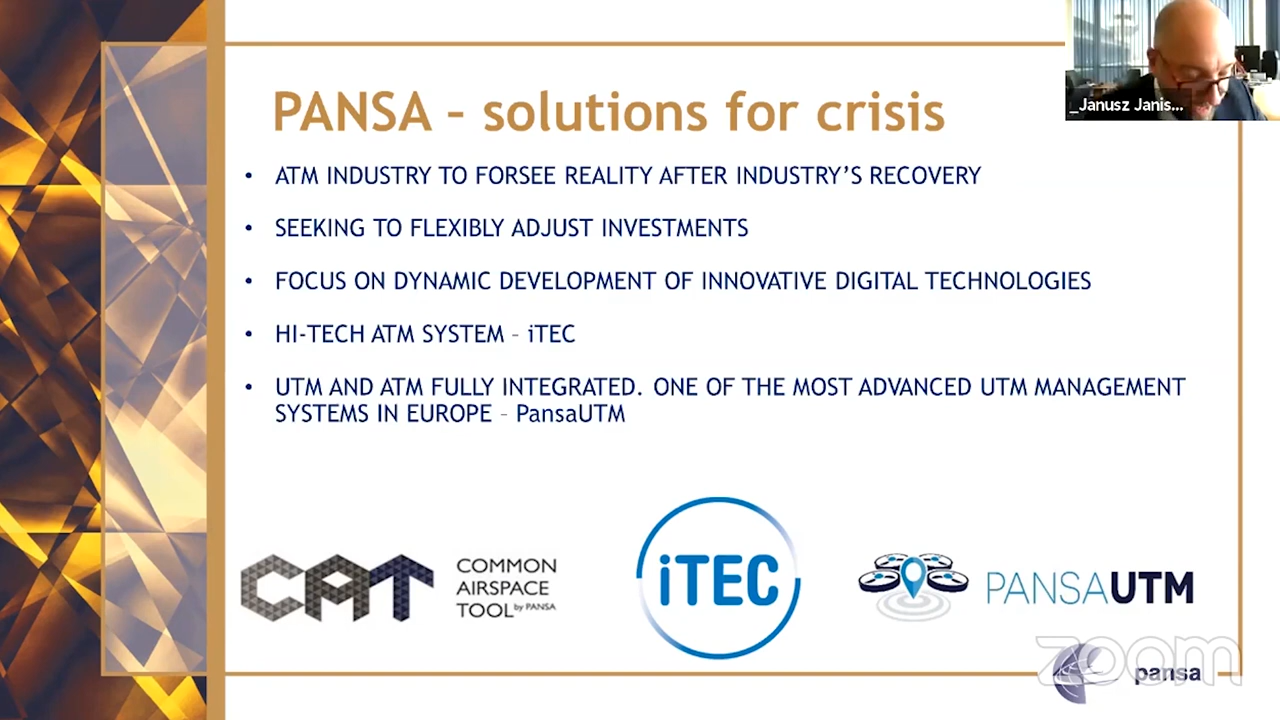 _Janusz Janis...
PANSA – solutions for crisis
• ATM INDUSTRY TO FORSEE REALITY AFTER INDUSTRY'S RECOVERY
• SEEKING TO FLEXIBLY ADJUST INVESTMENTS
• FOCUS ON DYNAMIC DEVELOPMENT OF INNOVATIVE DIGITAL TECHNOLOGIES
• HI-TECH ATM SYSTEM – iTEC
• UTM AND ATM FULLY INTEGRATED. ONE OF THE MOST ADVANCED UTM MANAGEMENT
SYSTEMS IN EUROPE – PansaUTM
CAT
COMMON
AIRSPACE
TOOL by PANSA
iTEC
PANSAUTM
zoom
pansa